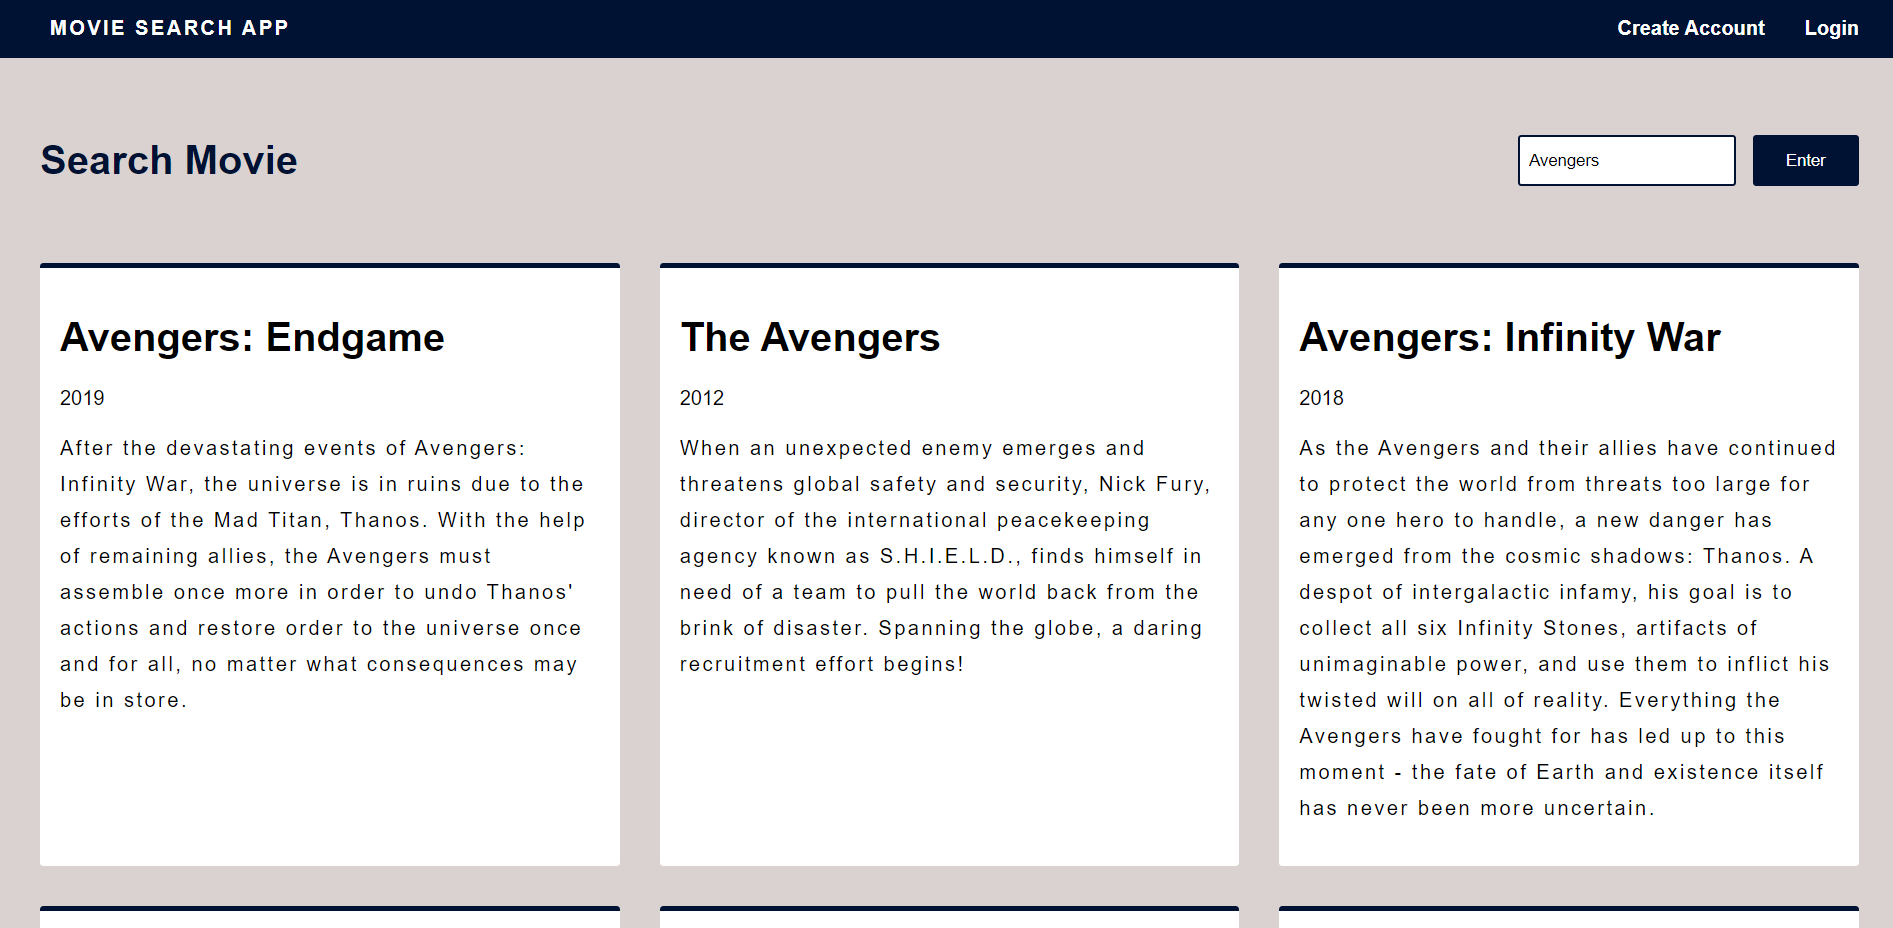 MOVIE SEARCH APP
Create Account
Login
Search Movie
Avengers
Enter
Avengers: Endgame
2019
After the devastating events of Avengers:
Infinity War, the universe is in ruins due to the
efforts of the Mad Titan, Thanos. With the help
of remaining allies, the Avengers must
assemble once more in order to undo Thanos'
actions and restore order to the universe once
and for all, no matter what consequences may
be in store.
The Avengers
2012
When an unexpected enemy emerges and
threatens global safety and security, Nick Fury,
director of the international peacekeeping
agency known as S.H.I.E.L.D., finds himself in
need of a team to pull the world back from the
brink of disaster. Spanning the globe, a daring
recruitment effort begins!
Avengers: Infinity War
2018
As the Avengers and their allies have continued
to protect the world from threats too large for
any one hero to handle, a new danger has
emerged from the cosmic shadows: Thanos. A
despot of intergalactic infamy, his goal is to
collect all six Infinity Stones, artifacts of
unimaginable power, and use them to inflict his
twisted will on all of reality. Everything the
Avengers have fought for has led up to this
moment - the fate of Earth and existence itself
has never been more uncertain.